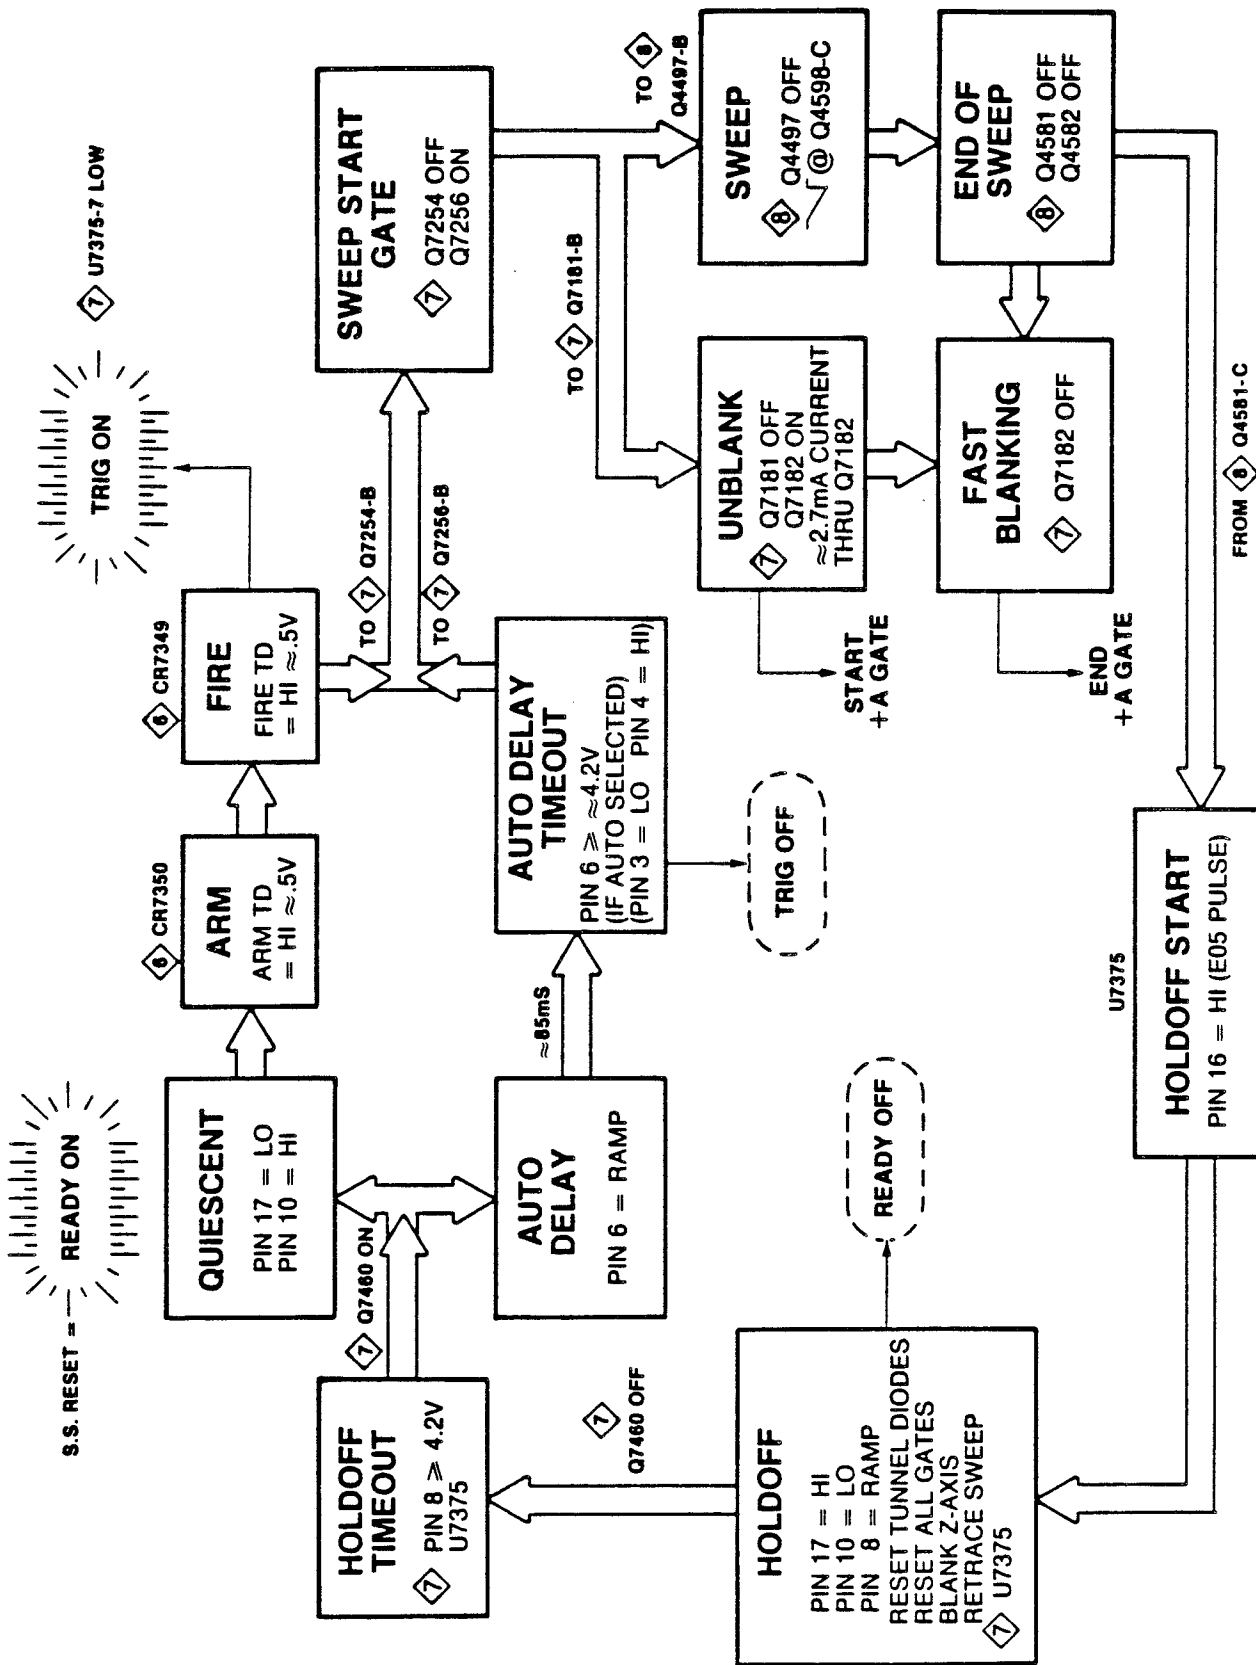 S.S. RESET =
READY ON
QUIESCENT
PIN 17 = LO
PIN 10 = HI
6 CR7350
ARM
ARM TD
= HI ≈.5V
6 CR7349
FIRE
FIRE TD
= HI ≈.5V
TRIG ON
7 U7375-7 LOW
HOLDOFF
TIMEOUT
7 PIN 8 ⩾ 4.2V
U7375
7 Q7460 ON
AUTO
DELAY
PIN 6 = RAMP
≈85mS
AUTO DELAY
TIMEOUT
PIN 6 ⩾ ≈4.2V
(IF AUTO SELECTED)
(PIN 3 = LO PIN 4 = HI)
TO 7 Q7254-B
TO 7 Q7256-B
SWEEP START
GATE
7 Q7254 OFF
Q7256 ON
TO 7 Q7181-B
TO 8
Q4497-B
7
Q7460 OFF
TRIG OFF
UNBLANK
7 Q7181 OFF
Q7182 ON
≈2.7mA CURRENT
THRU Q7182
SWEEP
8 Q4497 OFF
@ Q4598-C
START
+A GATE
HOLDOFF
PIN 17 = HI
PIN 10 = LO
PIN 8 = RAMP
RESET TUNNEL DIODES
RESET ALL GATES
BLANK Z-AXIS
RETRACE SWEEP
7 U7375
READY OFF
FAST
BLANKING
7 Q7182 OFF
END OF
SWEEP
8 Q4581 OFF
Q4582 OFF
END
+A GATE
U7375
HOLDOFF START
PIN 16 = HI (E05 PULSE)
FROM 8 Q4581-C